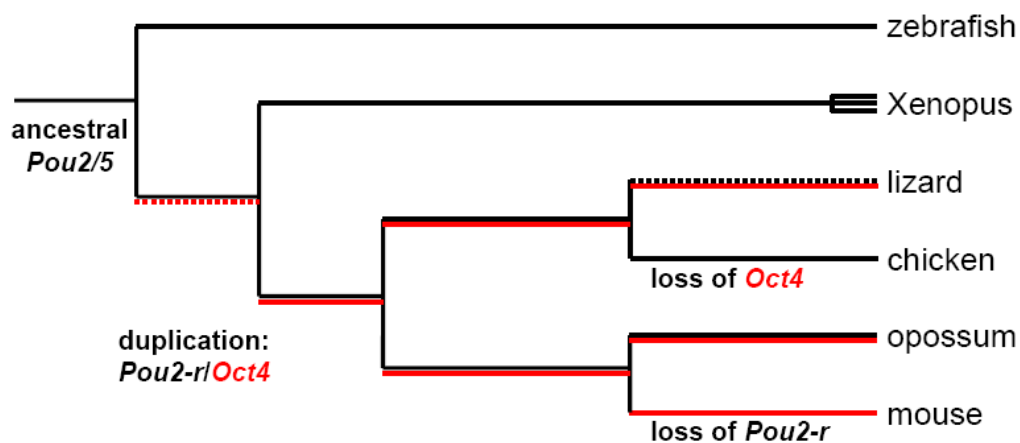 zebrafish
Xenopus
ancestral
Pou2/5
lizard
chicken
loss of Oct4
duplication:
Pou2-r/Oct4
opossum
mouse
loss of Pou2-r